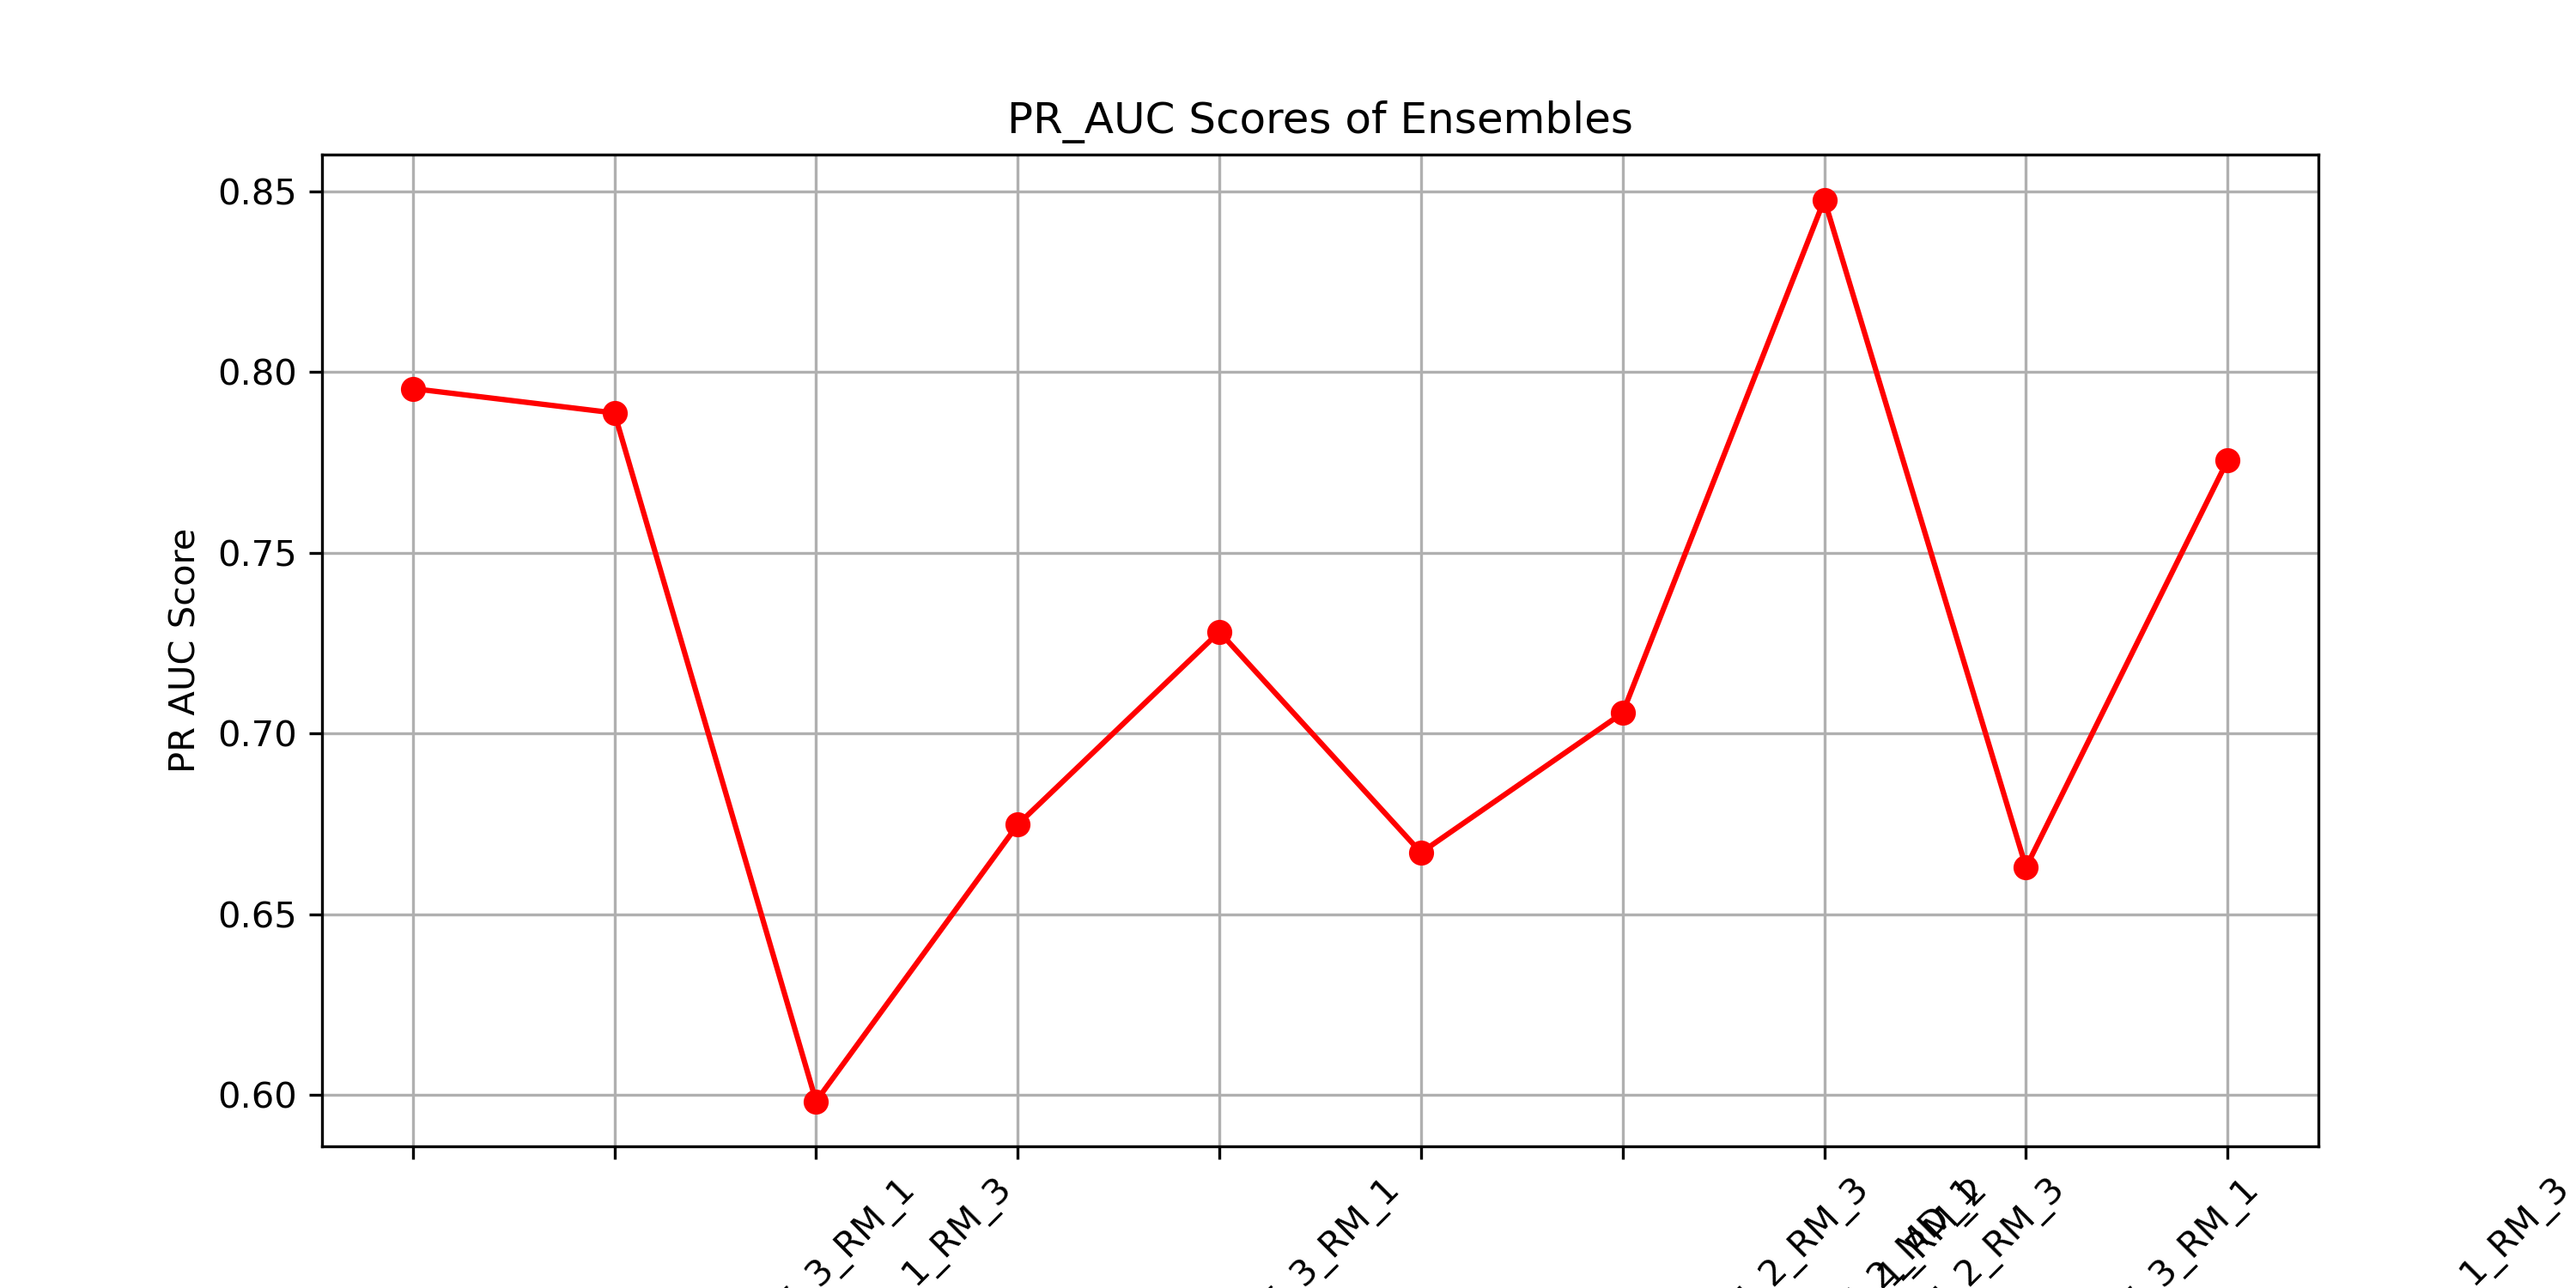 PR_AUC Scores of Ensembles
PR AUC Score
0.85
0.80
0.75
0.70
0.65
0.60
3_RM_1
1_RM_3
3_RM_1
2_RM_3
2_RM_3
3_RM_1
1_RM_3